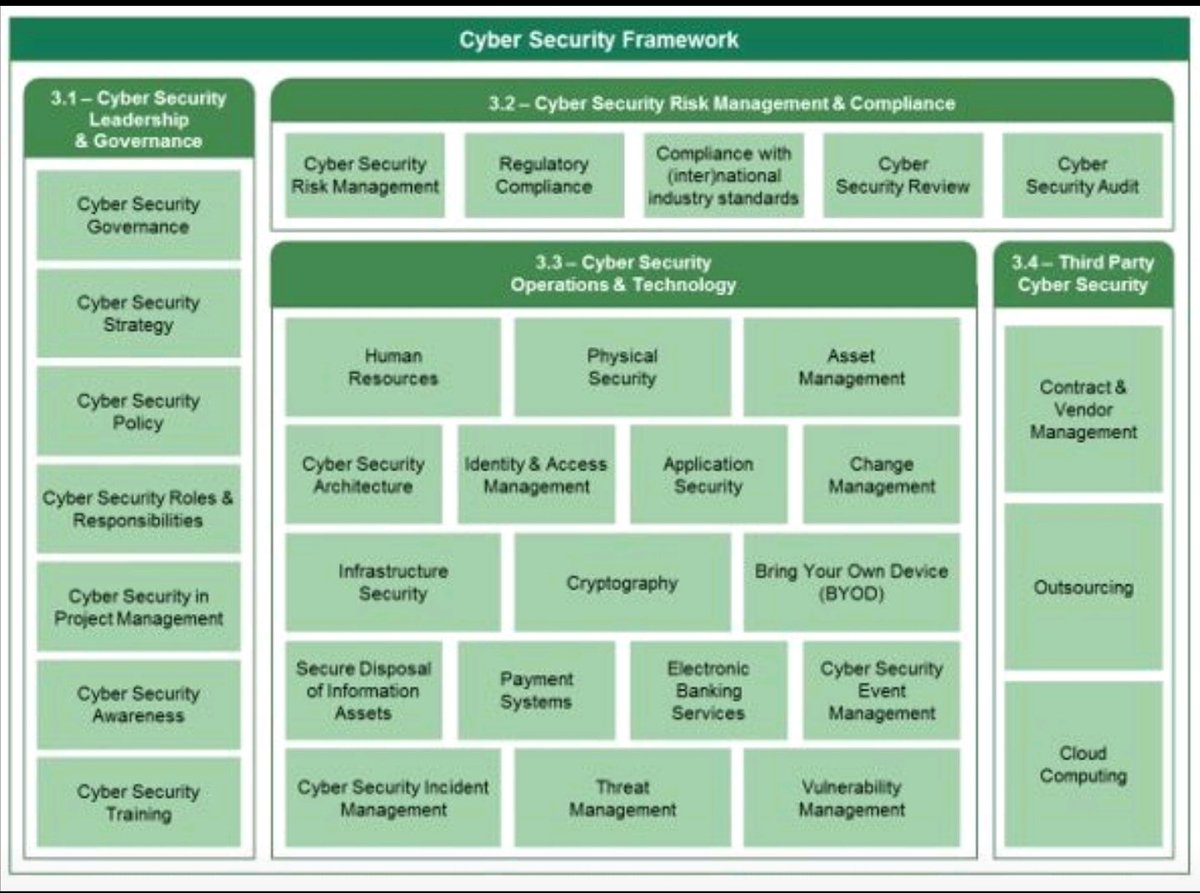 Cyber Security Framework
3.1 – Cyber Security
Leadership
& Governance
Cyber Security
Governance
Cyber Security
Strategy
Cyber Security
Policy
Cyber Security Roles &
Responsibilities
Cyber Security in
Project Management
Cyber Security
Awareness
Cyber Security
Training
3.2 – Cyber Security Risk Management & Compliance
Cyber Security
Risk Management
Regulatory
Compliance
Compliance with
(inter)national
industry standards
Cyber
Security Review
Cyber
Security Audit
3.3 – Cyber Security
Operations & Technology
Human
Resources
Physical
Security
Asset
Management
Cyber Security
Architecture
Identity & Access
Management
Application
Security
Change
Management
Infrastructure
Security
Cryptography
Bring Your Own Device
(BYOD)
Secure Disposal
of Information
Assets
Payment
Systems
Electronic
Banking
Services
Cyber Security
Event
Management
Cyber Security Incident
Management
Threat
Management
Vulnerability
Management
3.4 – Third Party
Cyber Security
Contract &
Vendor
Management
Outsourcing
Cloud
Computing